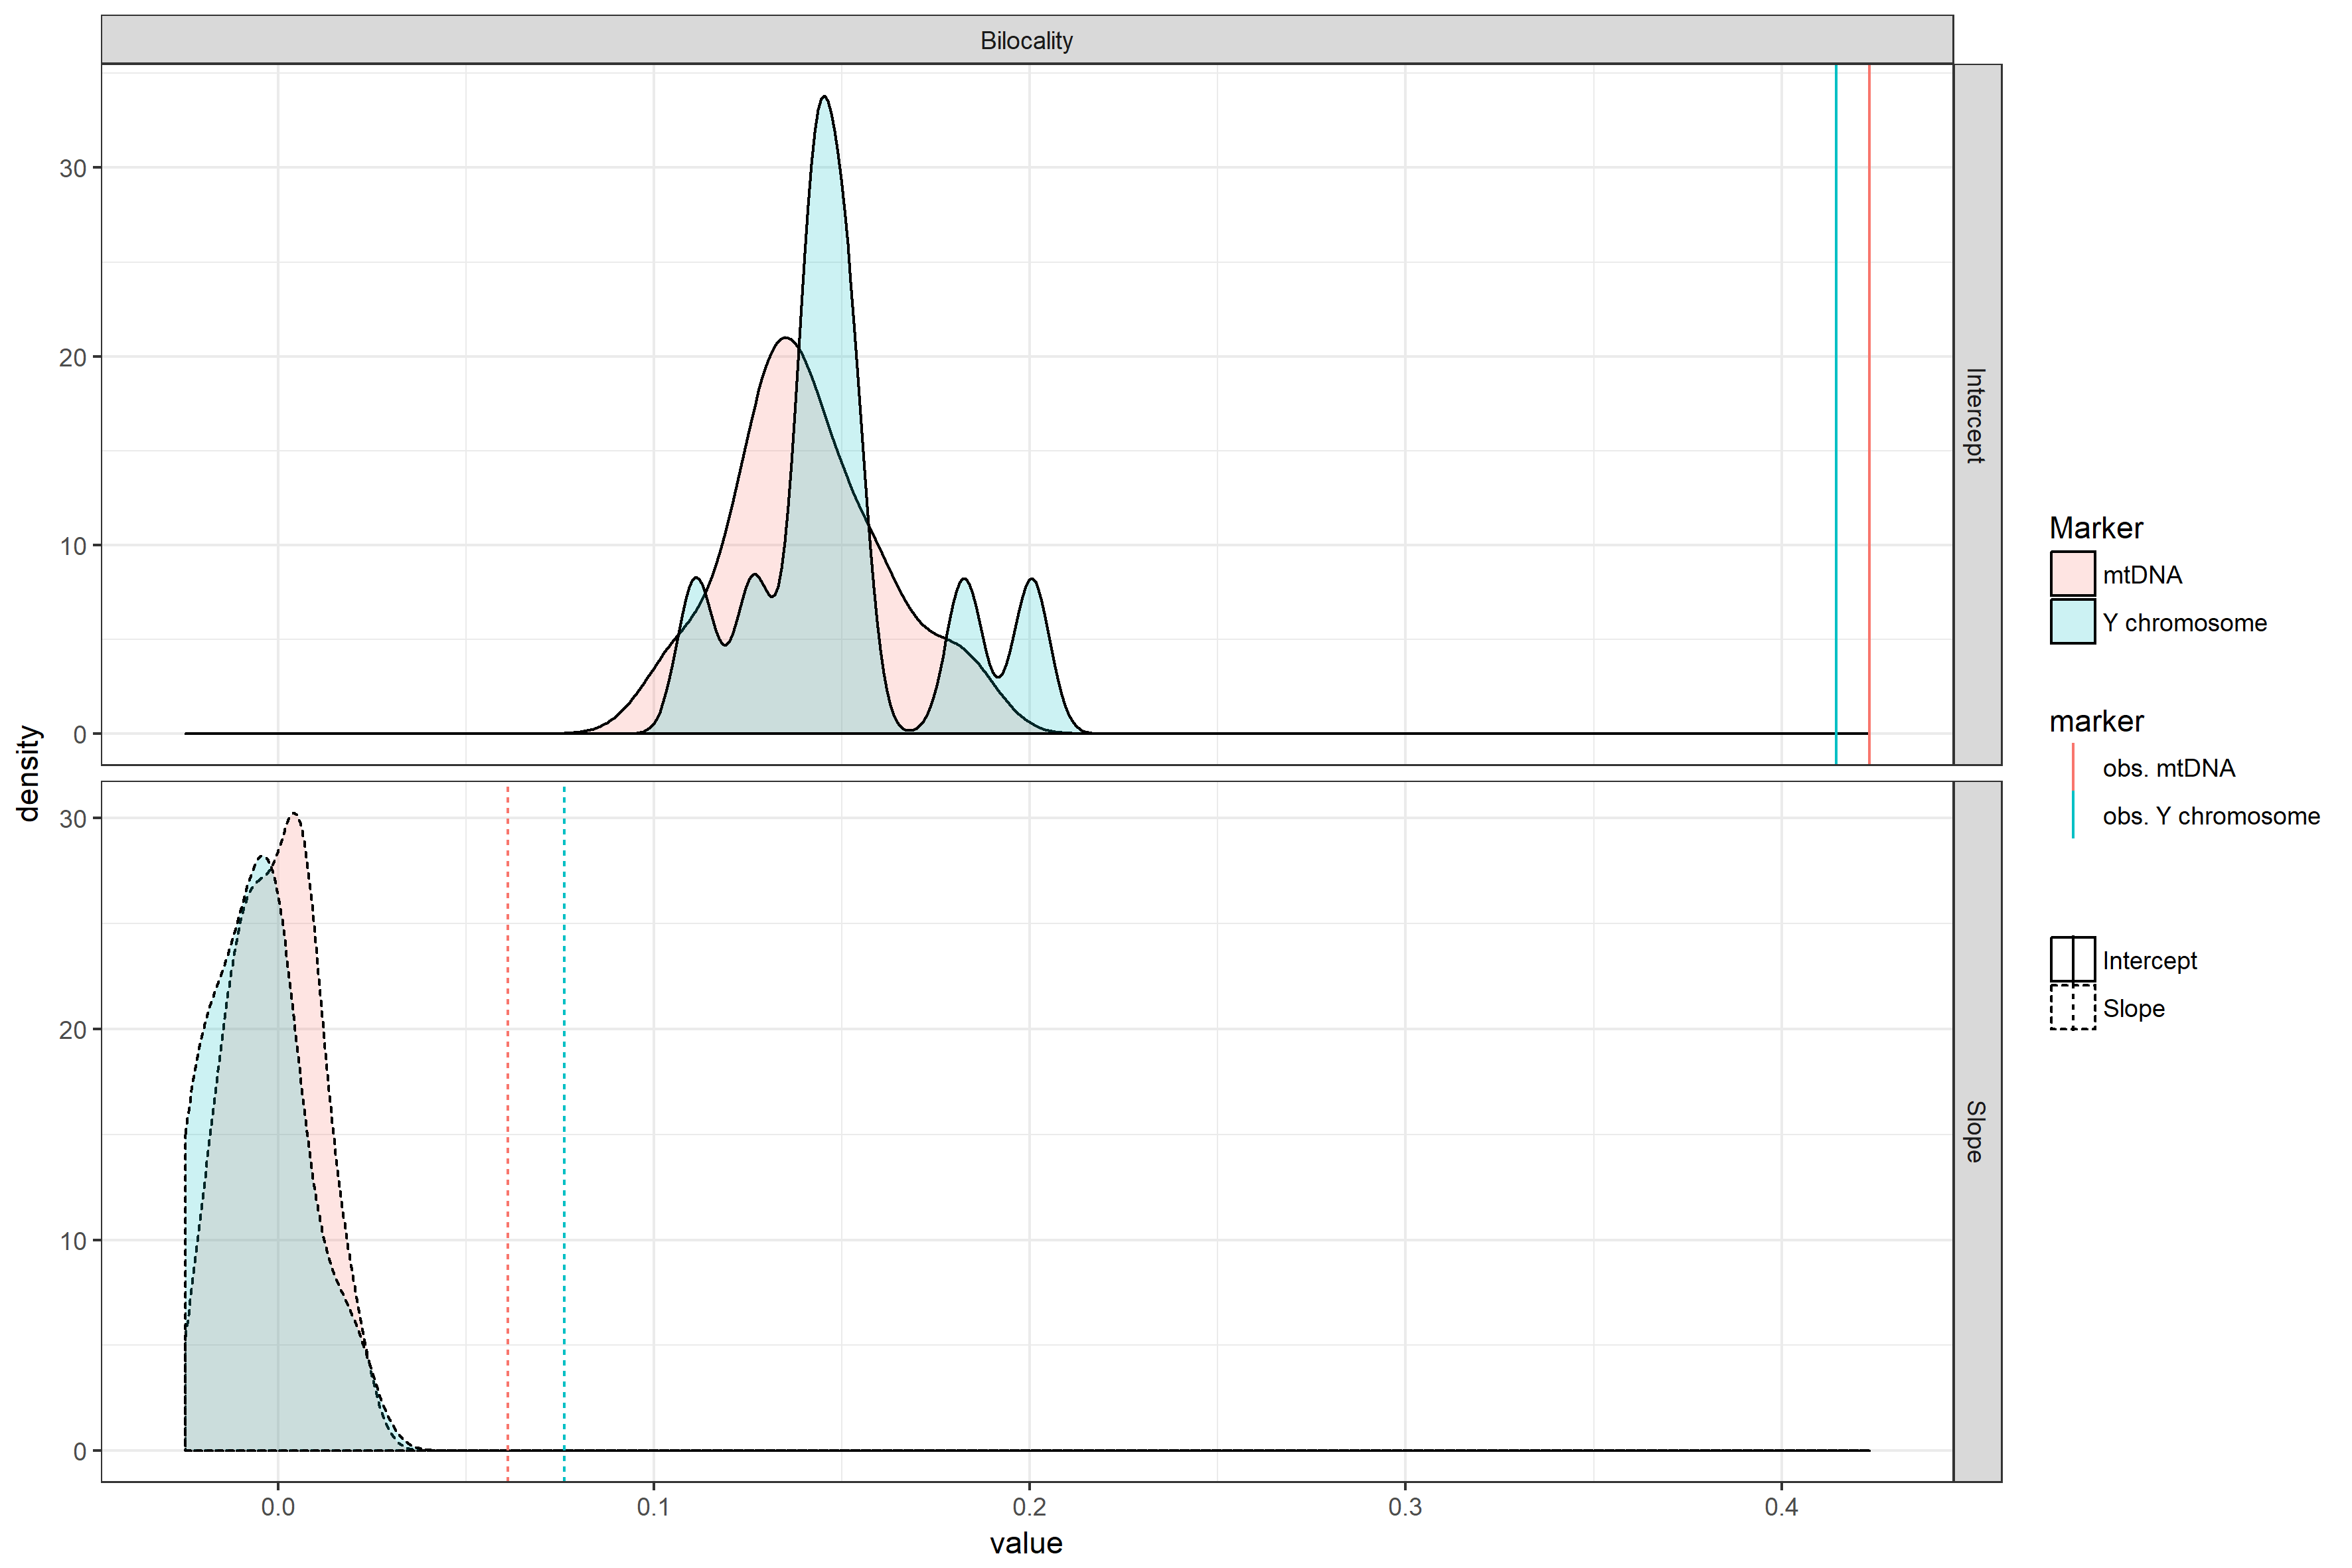 Bilocality
Intercept
30
20
10
0
Slope
30
20
10
0
density
0.0
0.1
0.2
0.3
0.4
value
Marker
mtDNA
Y chromosome
marker
obs. mtDNA
obs. Y chromosome
Intercept
Slope